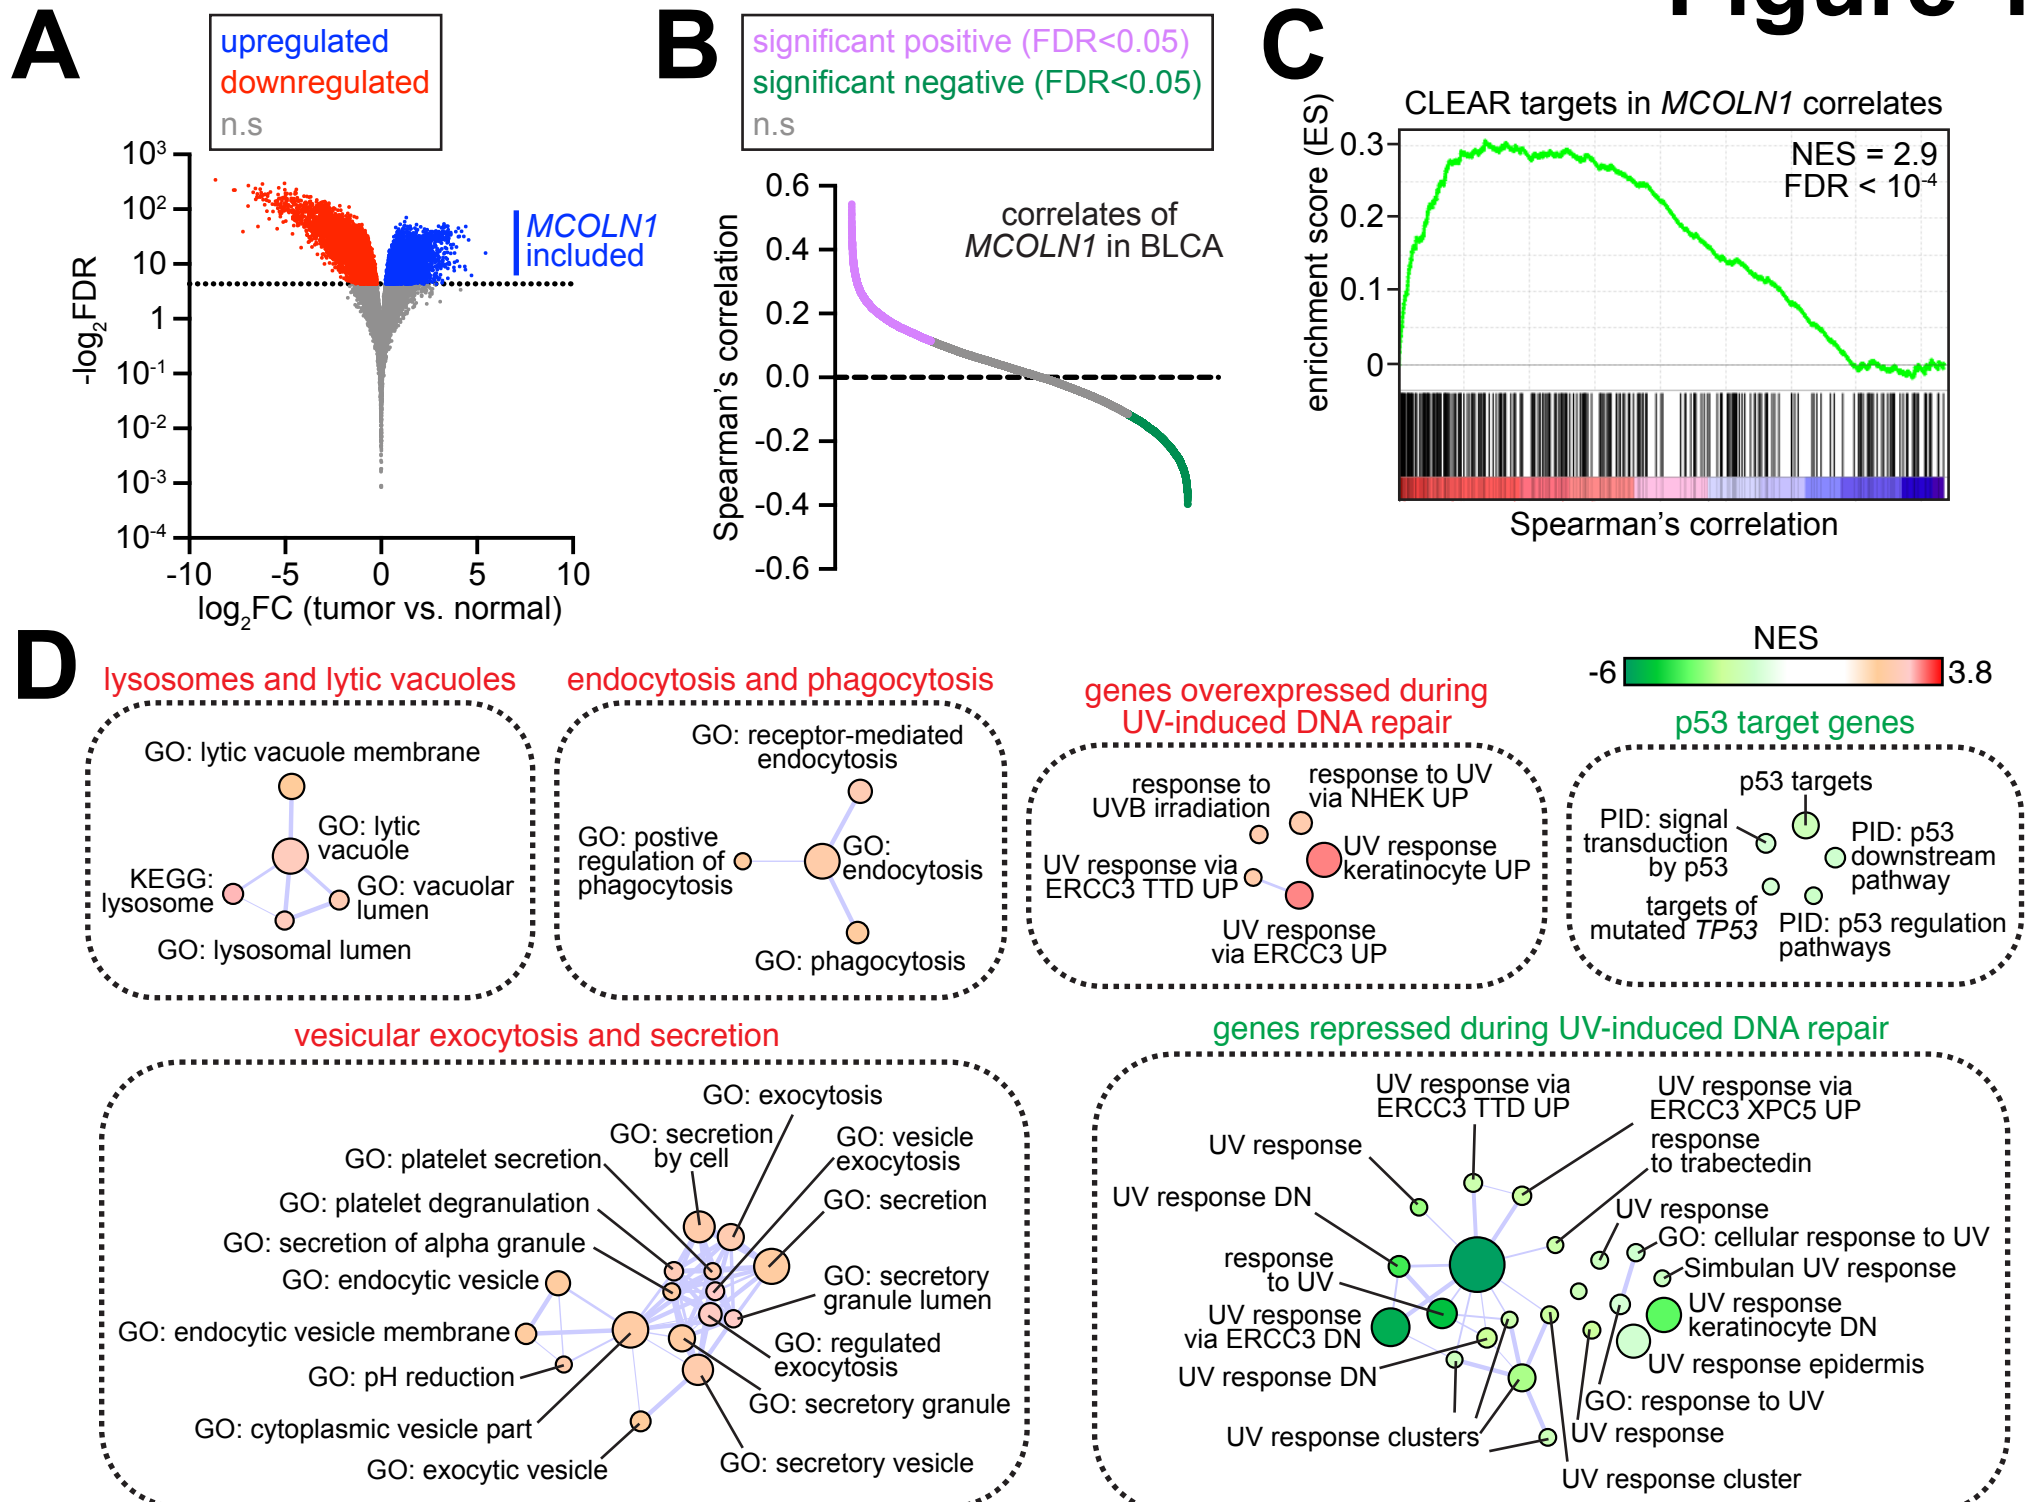 Figure
A
upregulated
downregulated
n.s
10³
10²
10
1
10⁻¹
10⁻²
10⁻³
10⁻⁴
-log₂FDR
MCOLN1
included
-10
-5
0
5
10
log₂FC (tumor vs. normal)
B
significant positive (FDR<0.05)
significant negative (FDR<0.05)
n.s
0.6
0.4
0.2
0.0
-0.2
-0.4
-0.6
Spearman’s correlation
correlates of
MCOLN1 in BLCA
C
CLEAR targets in MCOLN1 correlates
enrichment score (ES)
0.3
0.2
0.1
0
NES = 2.9
FDR < 10⁻⁴
Spearman’s correlation
D
NES
-6
3.8
lysosomes and lytic vacuoles
GO: lytic vacuole membrane
GO: lytic
vacuole
KEGG:
lysosome
GO: vacuolar
lumen
GO: lysosomal lumen
endocytosis and phagocytosis
GO: receptor-mediated
endocytosis
GO: postive
regulation of
phagocytosis
GO:
endocytosis
GO: phagocytosis
genes overexpressed during
UV-induced DNA repair
response to
UVB irradiation
response to UV
via NHEK UP
UV response via
ERCC3 TTD UP
UV response
keratinocyte UP
UV response
via ERCC3 UP
p53 target genes
p53 targets
PID: signal
transduction
by p53
PID: p53
downstream
pathway
targets of
mutated TP53
PID: p53 regulation
pathways
vesicular exocytosis and secretion
GO: exocytosis
GO: secretion
by cell
GO: vesicle
exocytosis
GO: platelet secretion
GO: secretion
GO: platelet degranulation
GO: secretion of alpha granule
GO: endocytic vesicle
GO: secretory
granule lumen
GO: endocytic vesicle membrane
GO: regulated
exocytosis
GO: pH reduction
GO: secretory granule
GO: cytoplasmic vesicle part
GO: exocytic vesicle
GO: secretory vesicle
genes repressed during UV-induced DNA repair
UV response via
ERCC3 TTD UP
UV response via
ERCC3 XPC5 UP
UV response
response
to trabectedin
UV response DN
UV response
GO: cellular response to UV
response
to UV
Simbulan UV response
UV response
via ERCC3 DN
UV response
keratinocyte DN
UV response DN
UV response epidermis
GO: response to UV
UV response clusters
UV response
UV response cluster